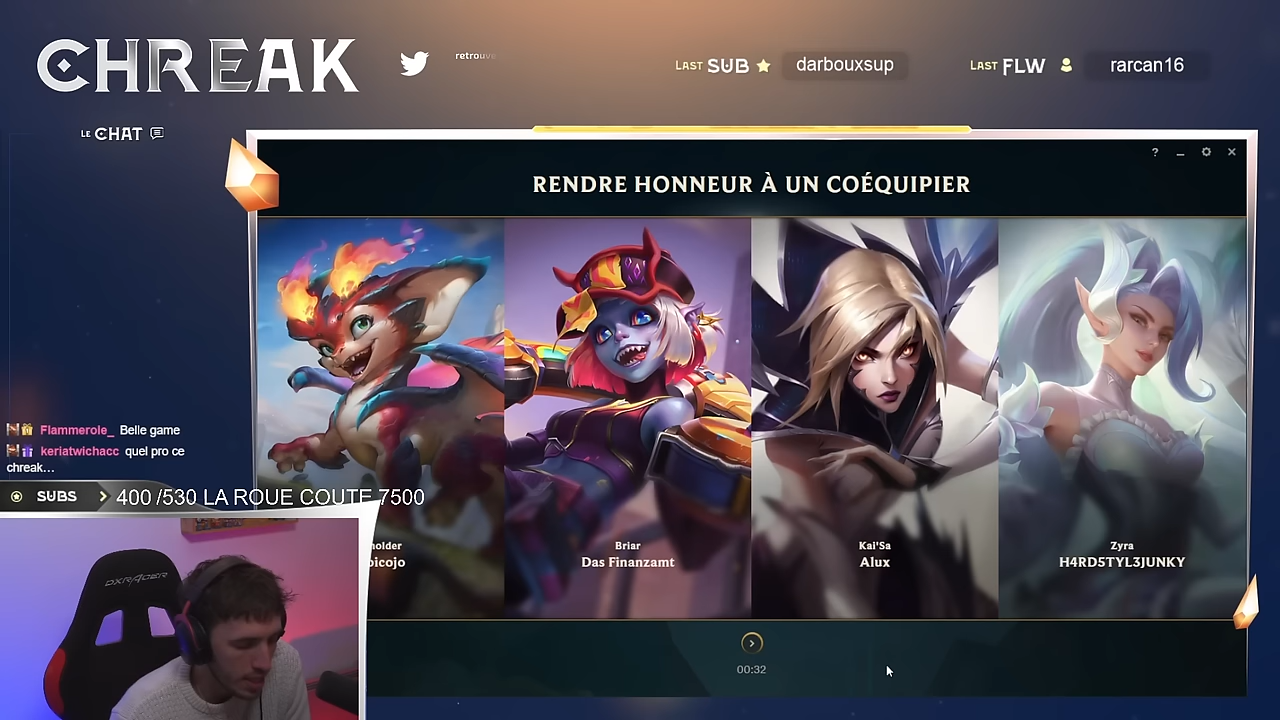 CHREAK
retrouve
LAST SUB
darbouxsup
LAST FLW
rarcan16
LE CHAT
?
RENDRE HONNEUR À UN COÉQUIPIER
Flammerole_ Belle game
keriatwichacc quel pro ce
chreak...
SUBS
400 /530 LA ROUE COUTE 7500
Briar
Das Finanzamt
Kai'Sa
Alux
Zyra
H4RD5TYL3JUNKY
00:32
DXRACER